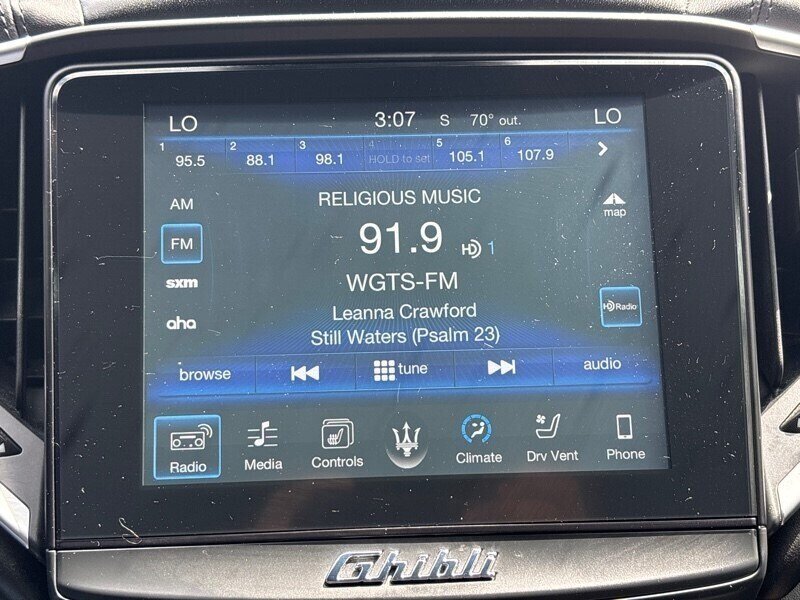 LO 3:07 S 70° out. LO
1 95.5 2 88.1 3 98.1 4 HOLD to set 5 105.1 6 107.9
AM RELIGIOUS MUSIC map
FM 91.9 HD 1
sxm WGTS-FM
Leanna Crawford HD Radio
aha Still Waters (Psalm 23)
browse tune audio
Radio Media Controls Climate Drv Vent Phone
Ghibli